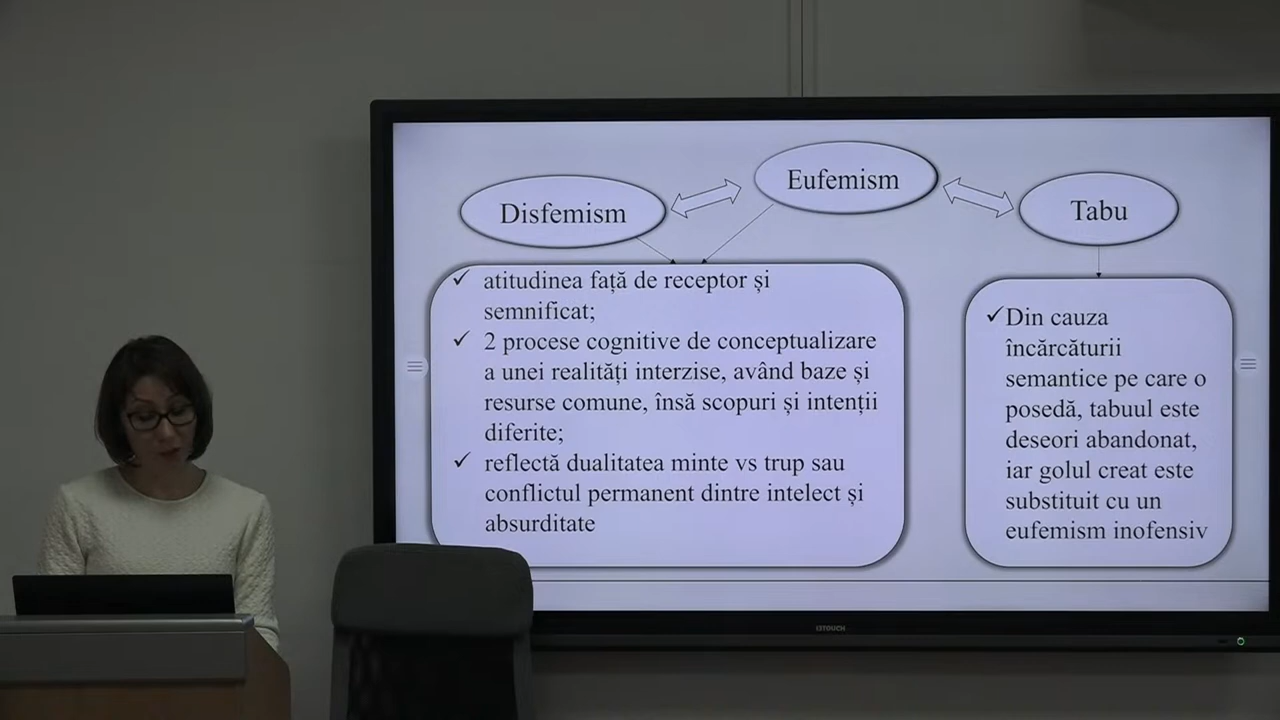 Eufemism
Disfemism
Tabu
✓ atitudinea față de receptor și
semnificat;
✓ 2 procese cognitive de conceptualizare
a unei realități interzise, având baze și
resurse comune, însă scopuri și intenții
diferite;
✓ reflectă dualitatea minte vs trup sau
conflictul permanent dintre intelect și
absurditate
✓Din cauza
încărcăturii
semantice pe care o
posedă, tabuul este
deseori abandonat,
iar golul creat este
substituit cu un
eufemism inofensiv